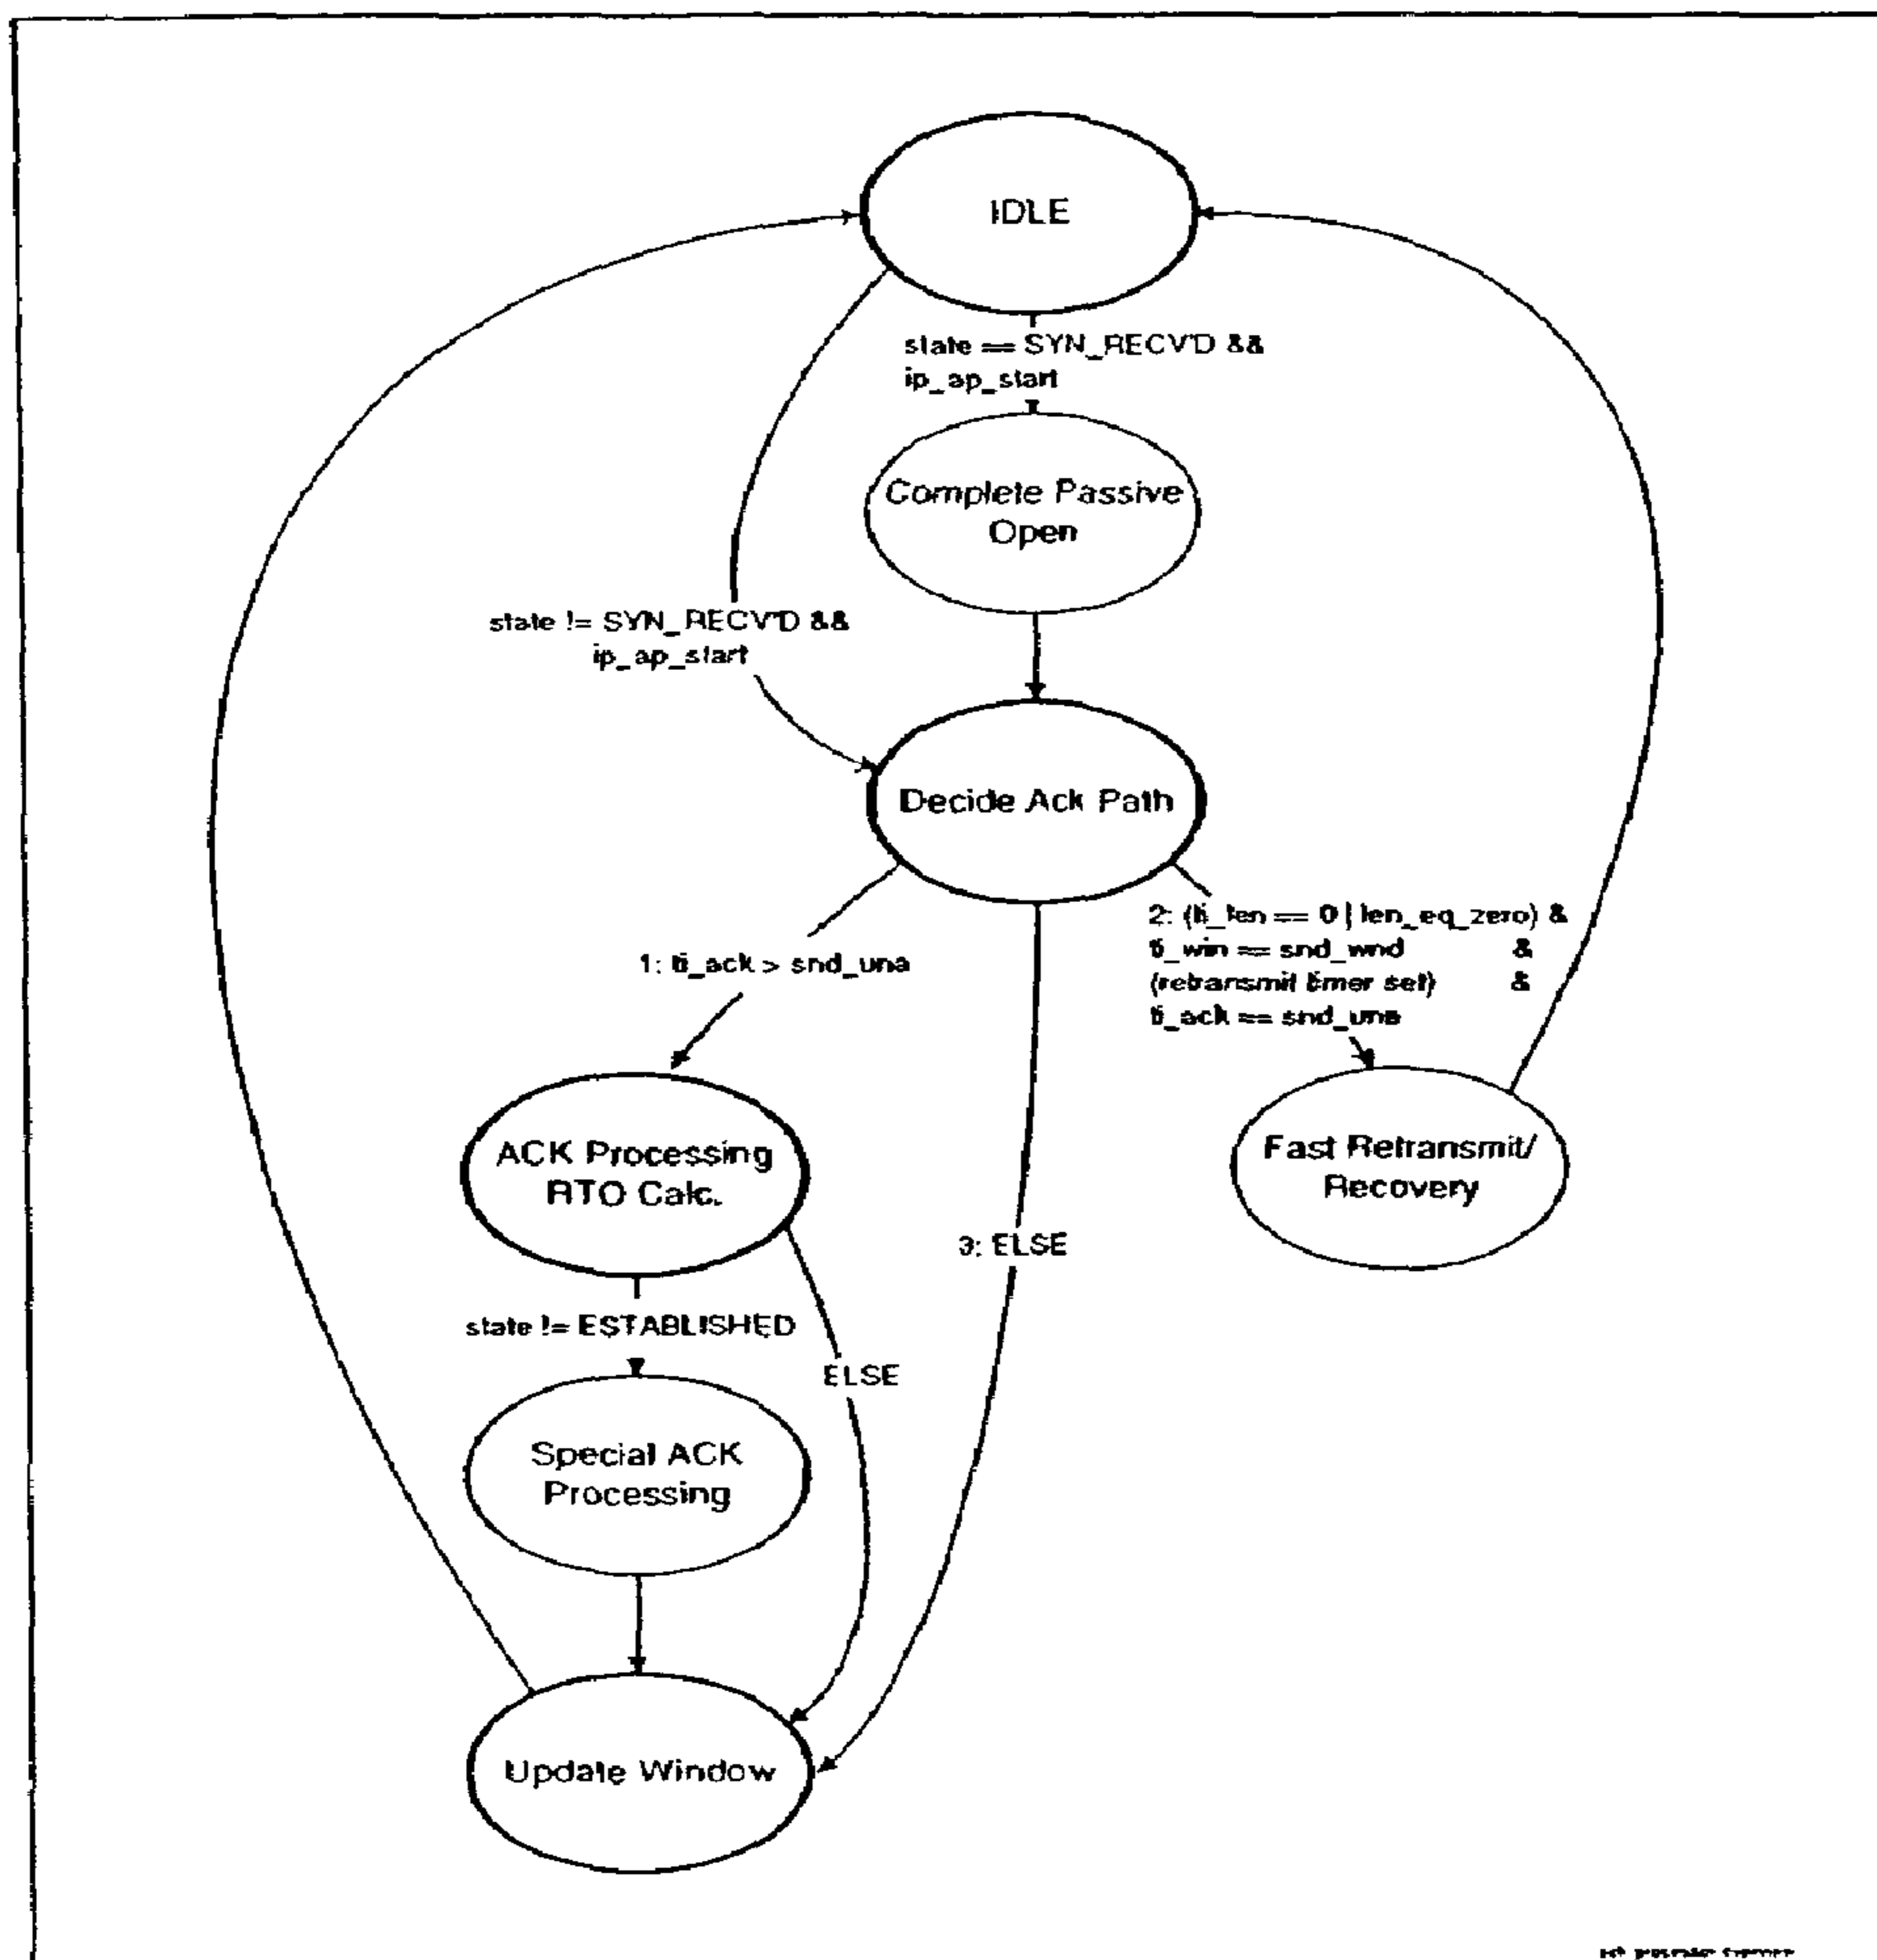 IDLE
state == SYN_RECV'D &&
ip_ap_start
Complete Passive
Open
state != SYN_RECV'D &&
ip_ap_start
Decide Ack Path
1: ti_ack > snd_una
2: (ti_len == 0 | len_eq_zero) &
ti_win == snd_wnd &
(retransmit timer set) &
ti_ack == snd_una
ACK Processing
RTO Calc.
Fast Retransmit/
Recovery
3: ELSE
state != ESTABLISHED
ELSE
Special ACK
Processing
Update Window